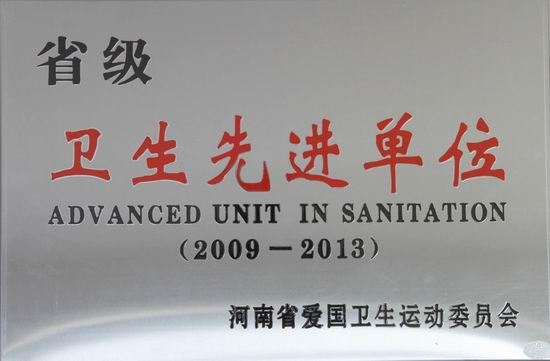 省级
卫生先进单位
ADVANCED UNIT IN SANITATION
(2009－2013)
河南省爱国卫生运动委员会